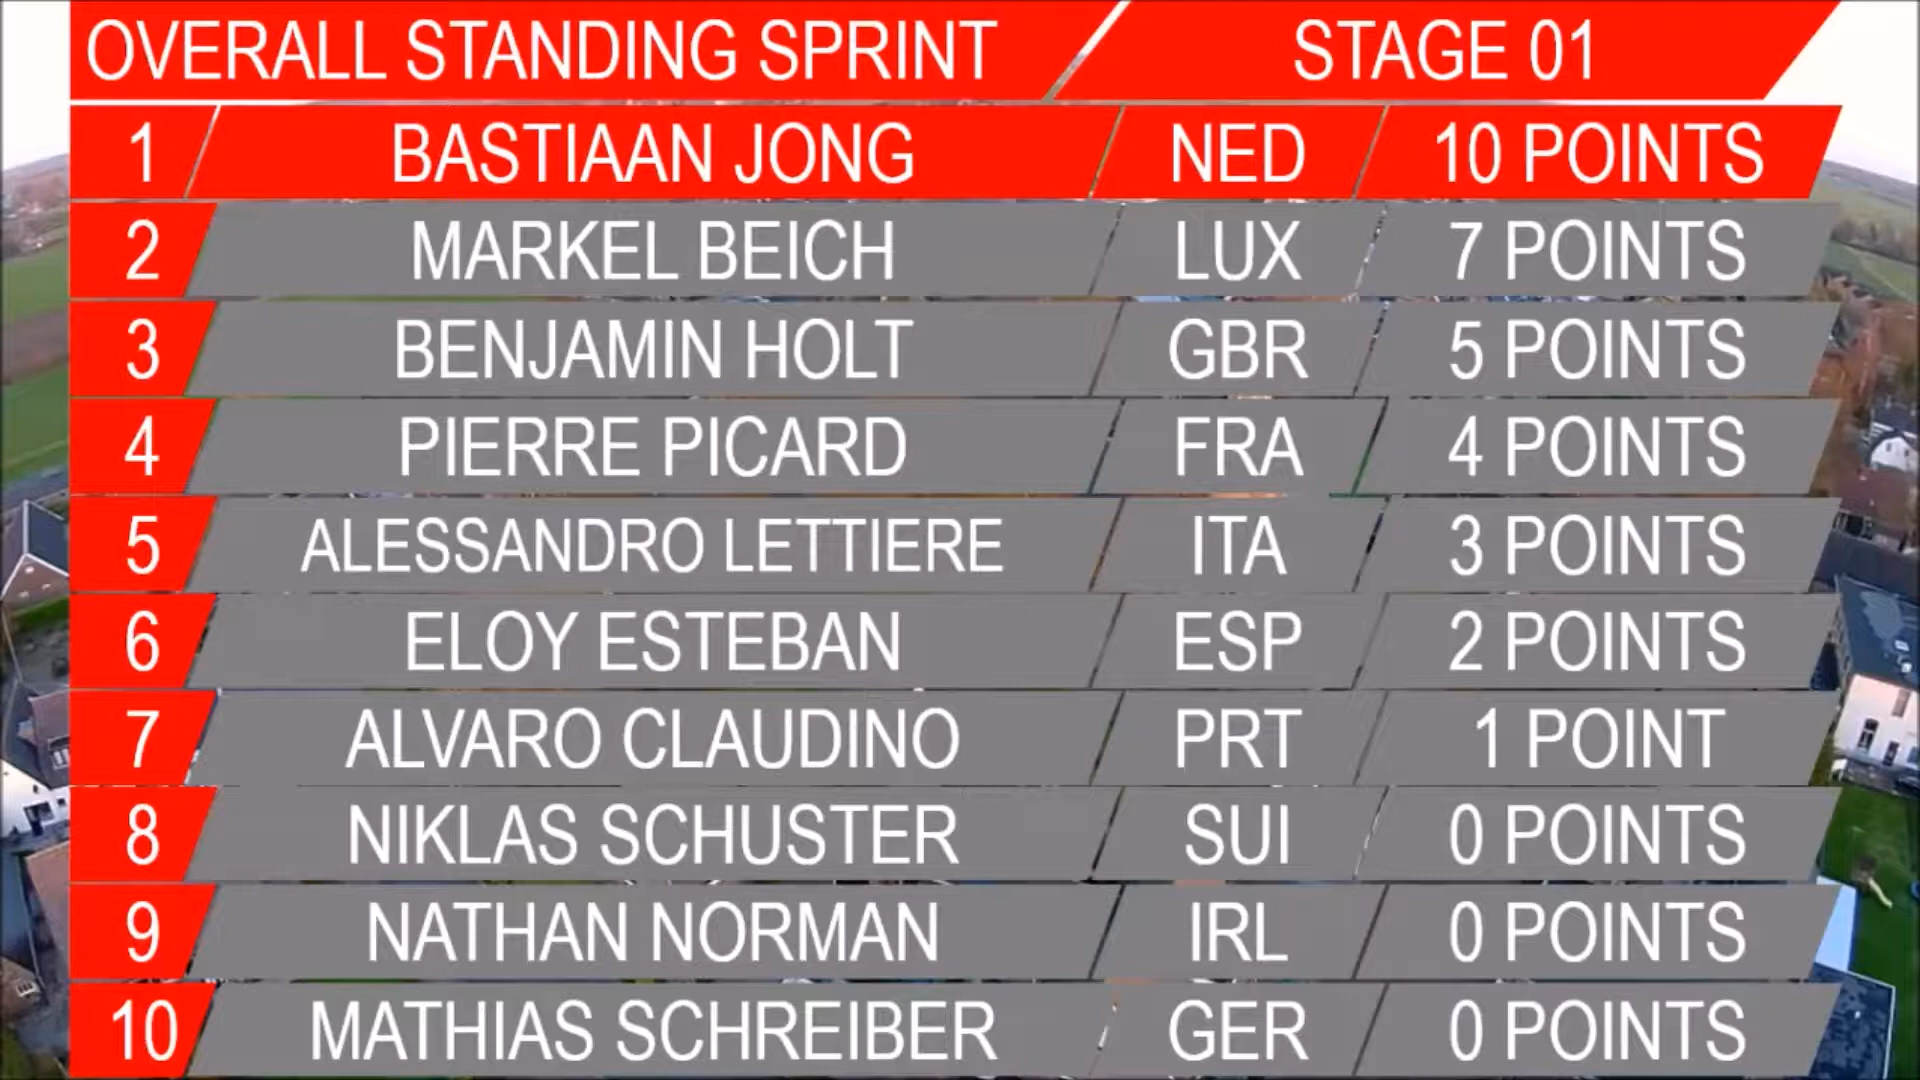 OVERALL STANDING SPRINT STAGE 01
1 BASTIAAN JONG NED 10 POINTS
2 MARKEL BEICH LUX 7 POINTS
3 BENJAMIN HOLT GBR 5 POINTS
4 PIERRE PICARD FRA 4 POINTS
5 ALESSANDRO LETTIERE ITA 3 POINTS
6 ELOY ESTEBAN ESP 2 POINTS
7 ALVARO CLAUDINO PRT 1 POINT
8 NIKLAS SCHUSTER SUI 0 POINTS
9 NATHAN NORMAN IRL 0 POINTS
10 MATHIAS SCHREIBER GER 0 POINTS